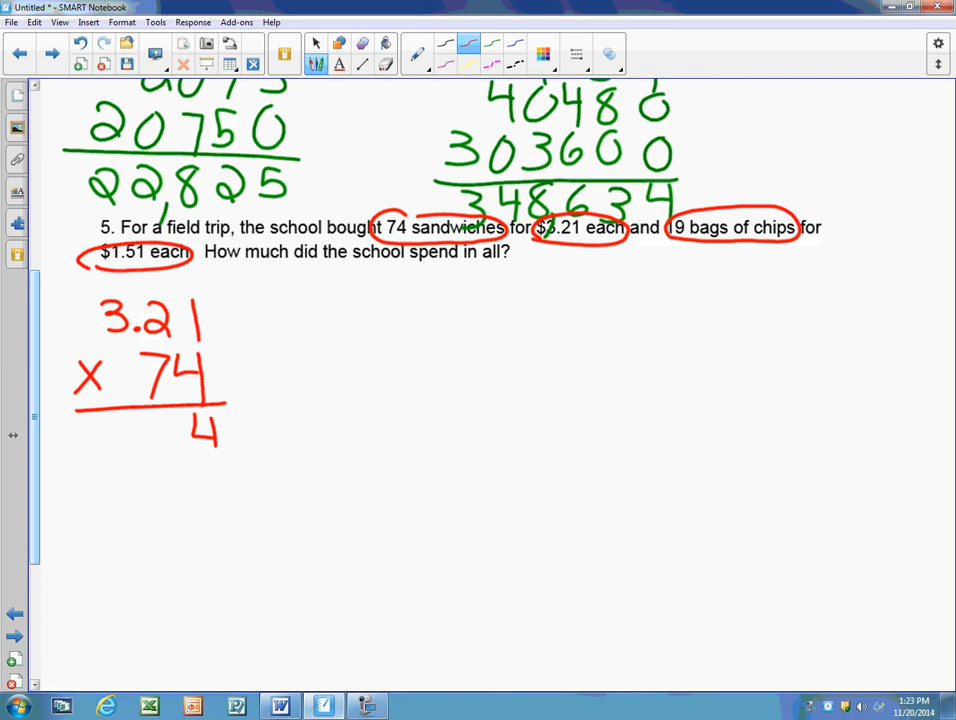 Untitled * - SMART Notebook
File Edit View Insert Format Tools Response Add-ons Help
20750
22,825
40480
303600
348,634
5. For a field trip, the school bought 74 sandwiches for $3.21 each and 19 bags of chips for
$1.51 each. How much did the school spend in all?
3.21
x 74
4
1:23 PM
11/20/2014